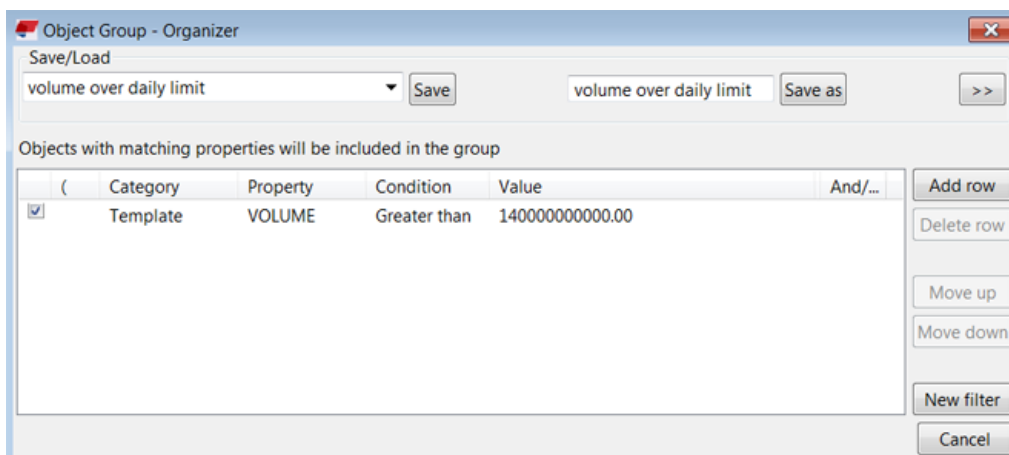 Object Group - Organizer
Save/Load
volume over daily limit Save volume over daily limit Save as >>
Objects with matching properties will be included in the group
( Category Property Condition Value And/... Add row
Template VOLUME Greater than 140000000000.00
Delete row
Move up
Move down
New filter
Cancel